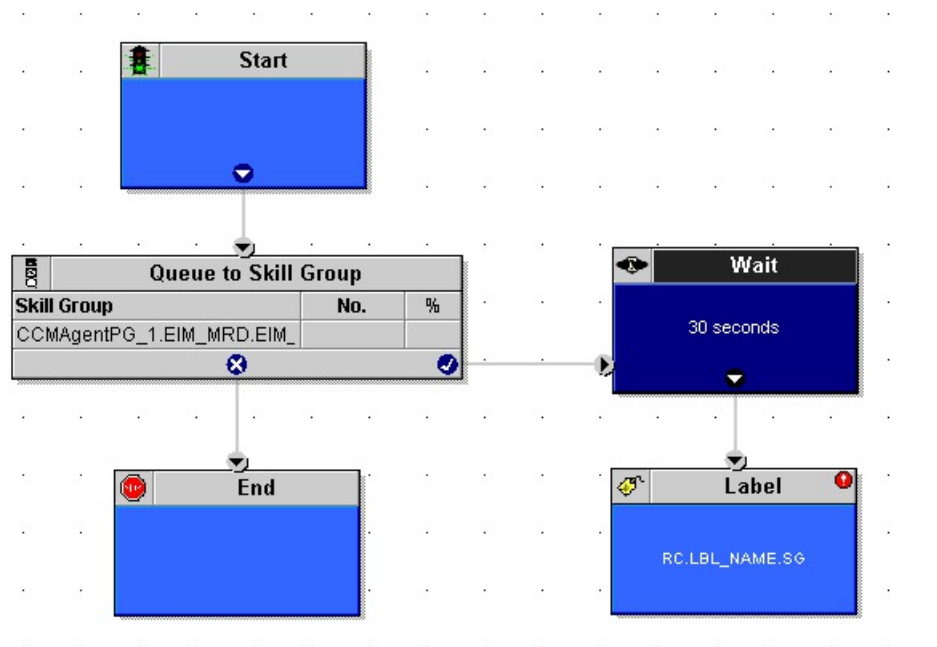 Start
Queue to Skill Group
Skill Group No. %
CCMAgentPG_1.EIM_MRD.EIM_
Wait
30 seconds
End
Label
RC.LBL_NAME.SG